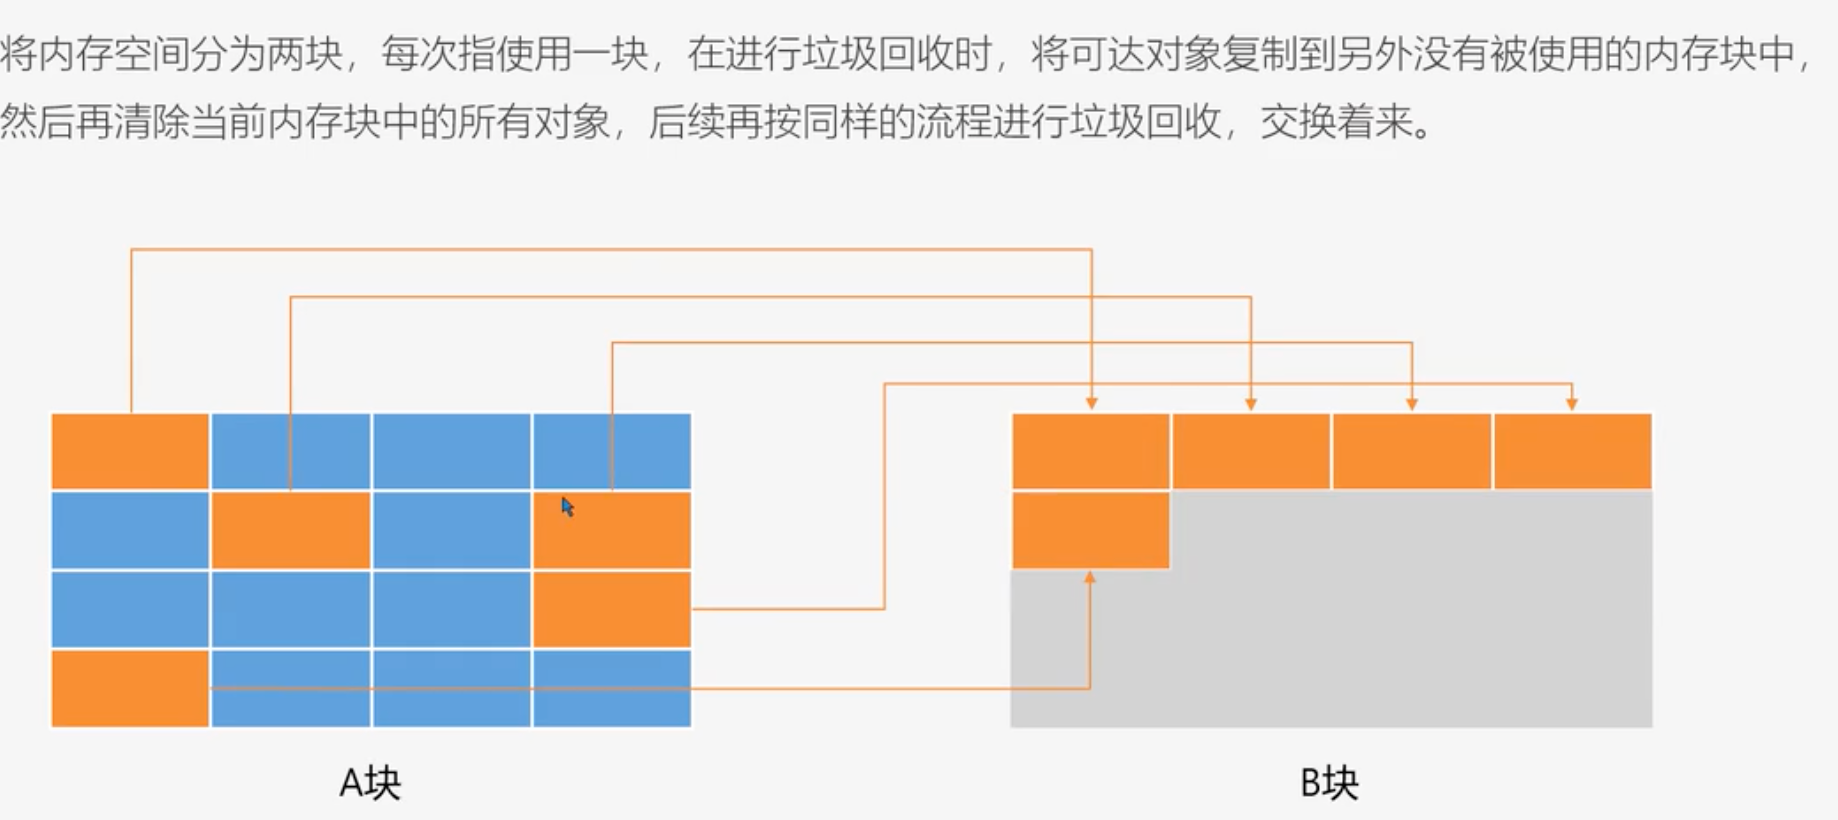 将内存空间分为两块，每次指使用一块，在进行垃圾回收时，将可达对象复制到另外没有被使用的内存块中，
然后再清除当前内存块中的所有对象，后续再按同样的流程进行垃圾回收，交换着来。
A块
B块